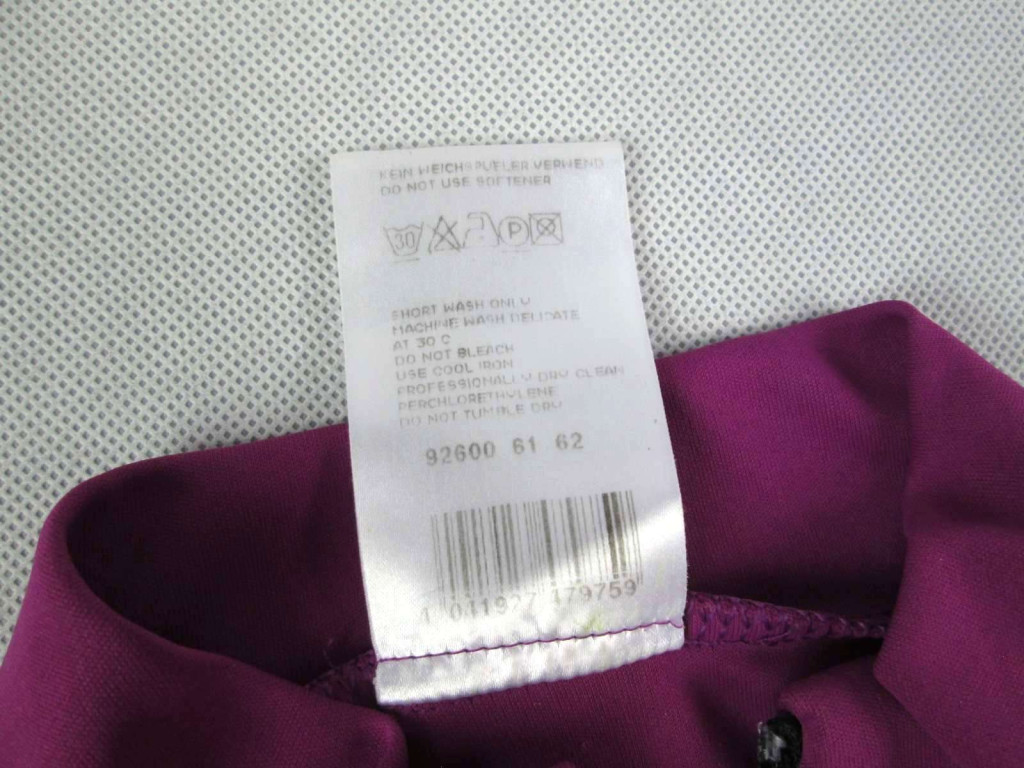 KEIN WEICHSPUELER VERWEND
DO NOT USE SOFTENER
30 P
SHORT WASH ONLY
MACHINE WASH DELICATE
AT 30 C
DO NOT BLEACH
USE COOL IRON
PROFESSIONALLY DRY CLEAN
PERCHLORETHYLENE
DO NOT TUMBLE DRY
92600 61 62
4 011927 479759